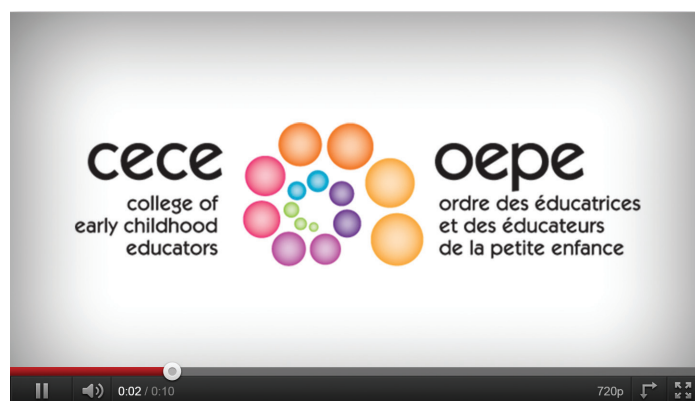 cece
college of
early childhood
educators
oepe
ordre des éducatrices
et des éducateurs
de la petite enfance
0:02 / 0:10
720p